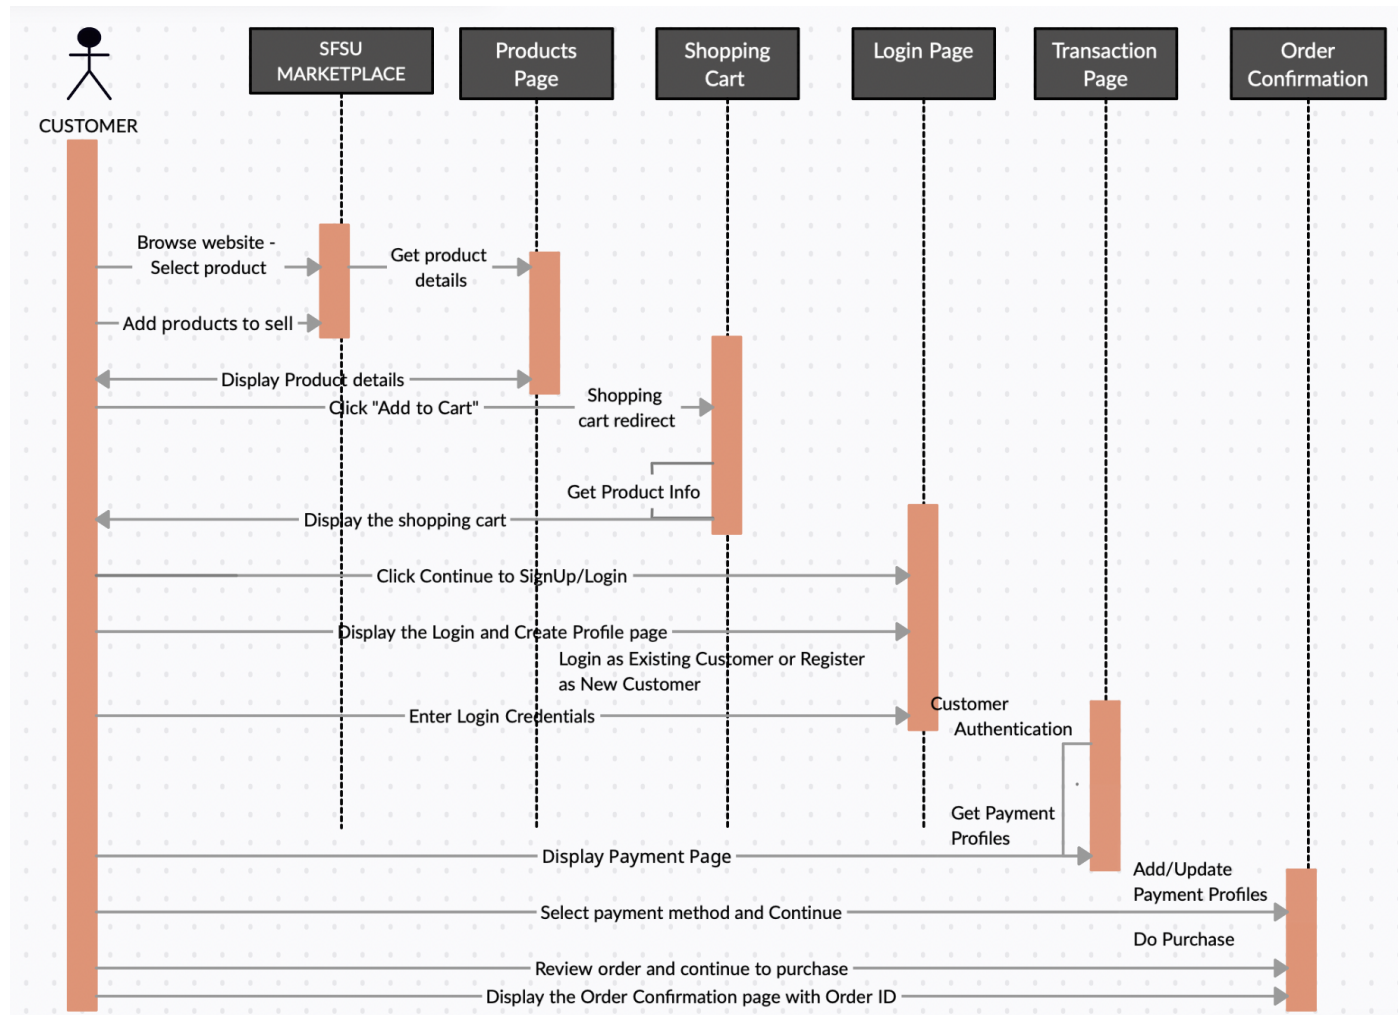 SFSU
MARKETPLACE
Products
Page
Shopping
Cart
Login Page
Transaction
Page
Order
Confirmation
CUSTOMER
Browse website -
Select product
Get product
details
Add products to sell
Display Product details
Click "Add to Cart"
Shopping
cart redirect
Get Product Info
Display the shopping cart
Click Continue to SignUp/Login
Display the Login and Create Profile page
Login as Existing Customer or Register
as New Customer
Enter Login Credentials
Customer
Authentication
Get Payment
Profiles
Display Payment Page
Add/Update
Payment Profiles
Select payment method and Continue
Do Purchase
Review order and continue to purchase
Display the Order Confirmation page with Order ID